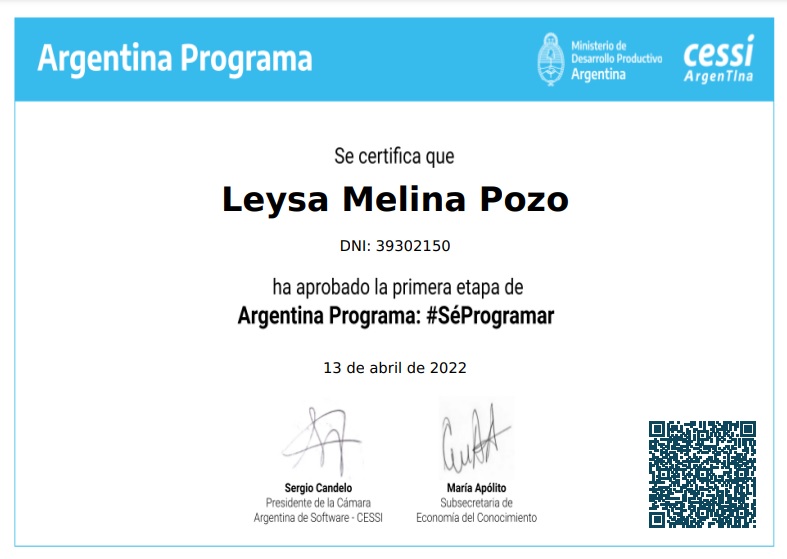 Argentina Programa
Ministerio de
Desarrollo Productivo
Argentina
cessi
ArgenTIna
Se certifica que
Leysa Melina Pozo
DNI: 39302150
ha aprobado la primera etapa de
Argentina Programa: #SéProgramar
13 de abril de 2022
Sergio Candelo
Presidente de la Cámara
Argentina de Software - CESSI
María Apólito
Subsecretaria de
Economía del Conocimiento